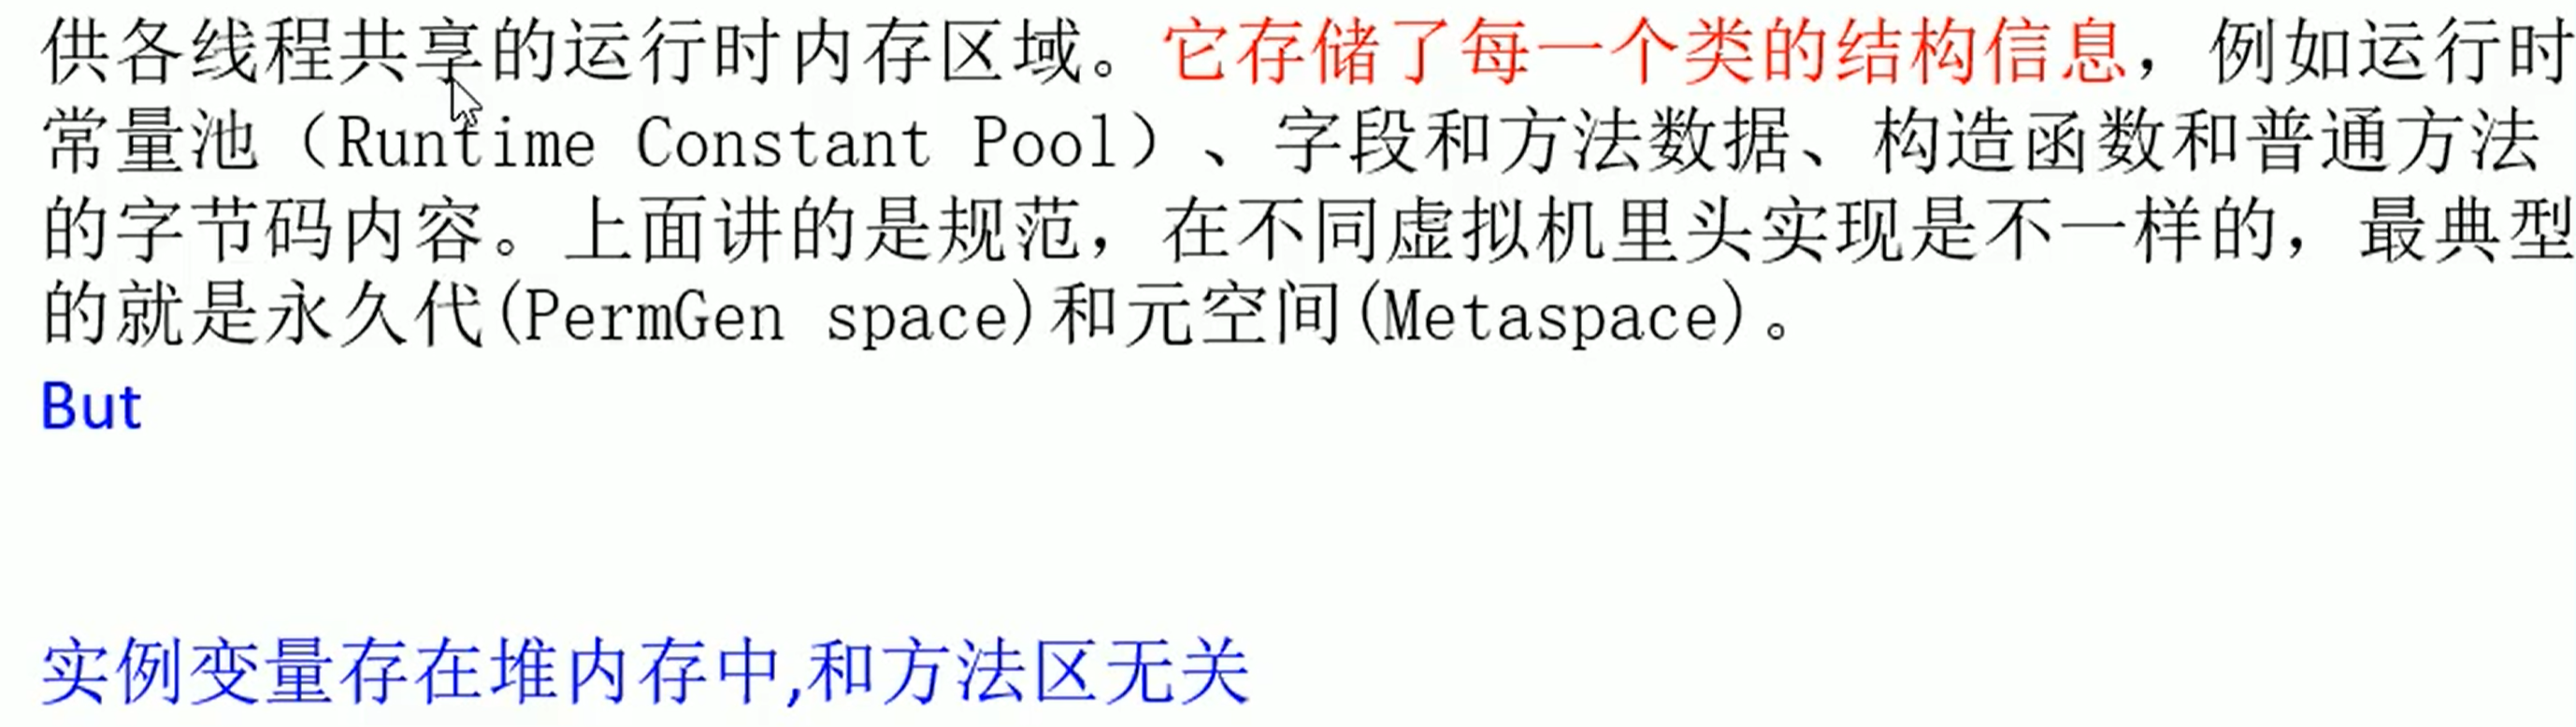 供各线程共享的运行时内存区域。它存储了每一个类的结构信息，例如运行时
常量池（Runtime Constant Pool）、字段和方法数据、构造函数和普通方法
的字节码内容。上面讲的是规范，在不同虚拟机里头实现是不一样的，最典型
的就是永久代(PermGen space)和元空间(Metaspace)。
But
实例变量存在堆内存中,和方法区无关